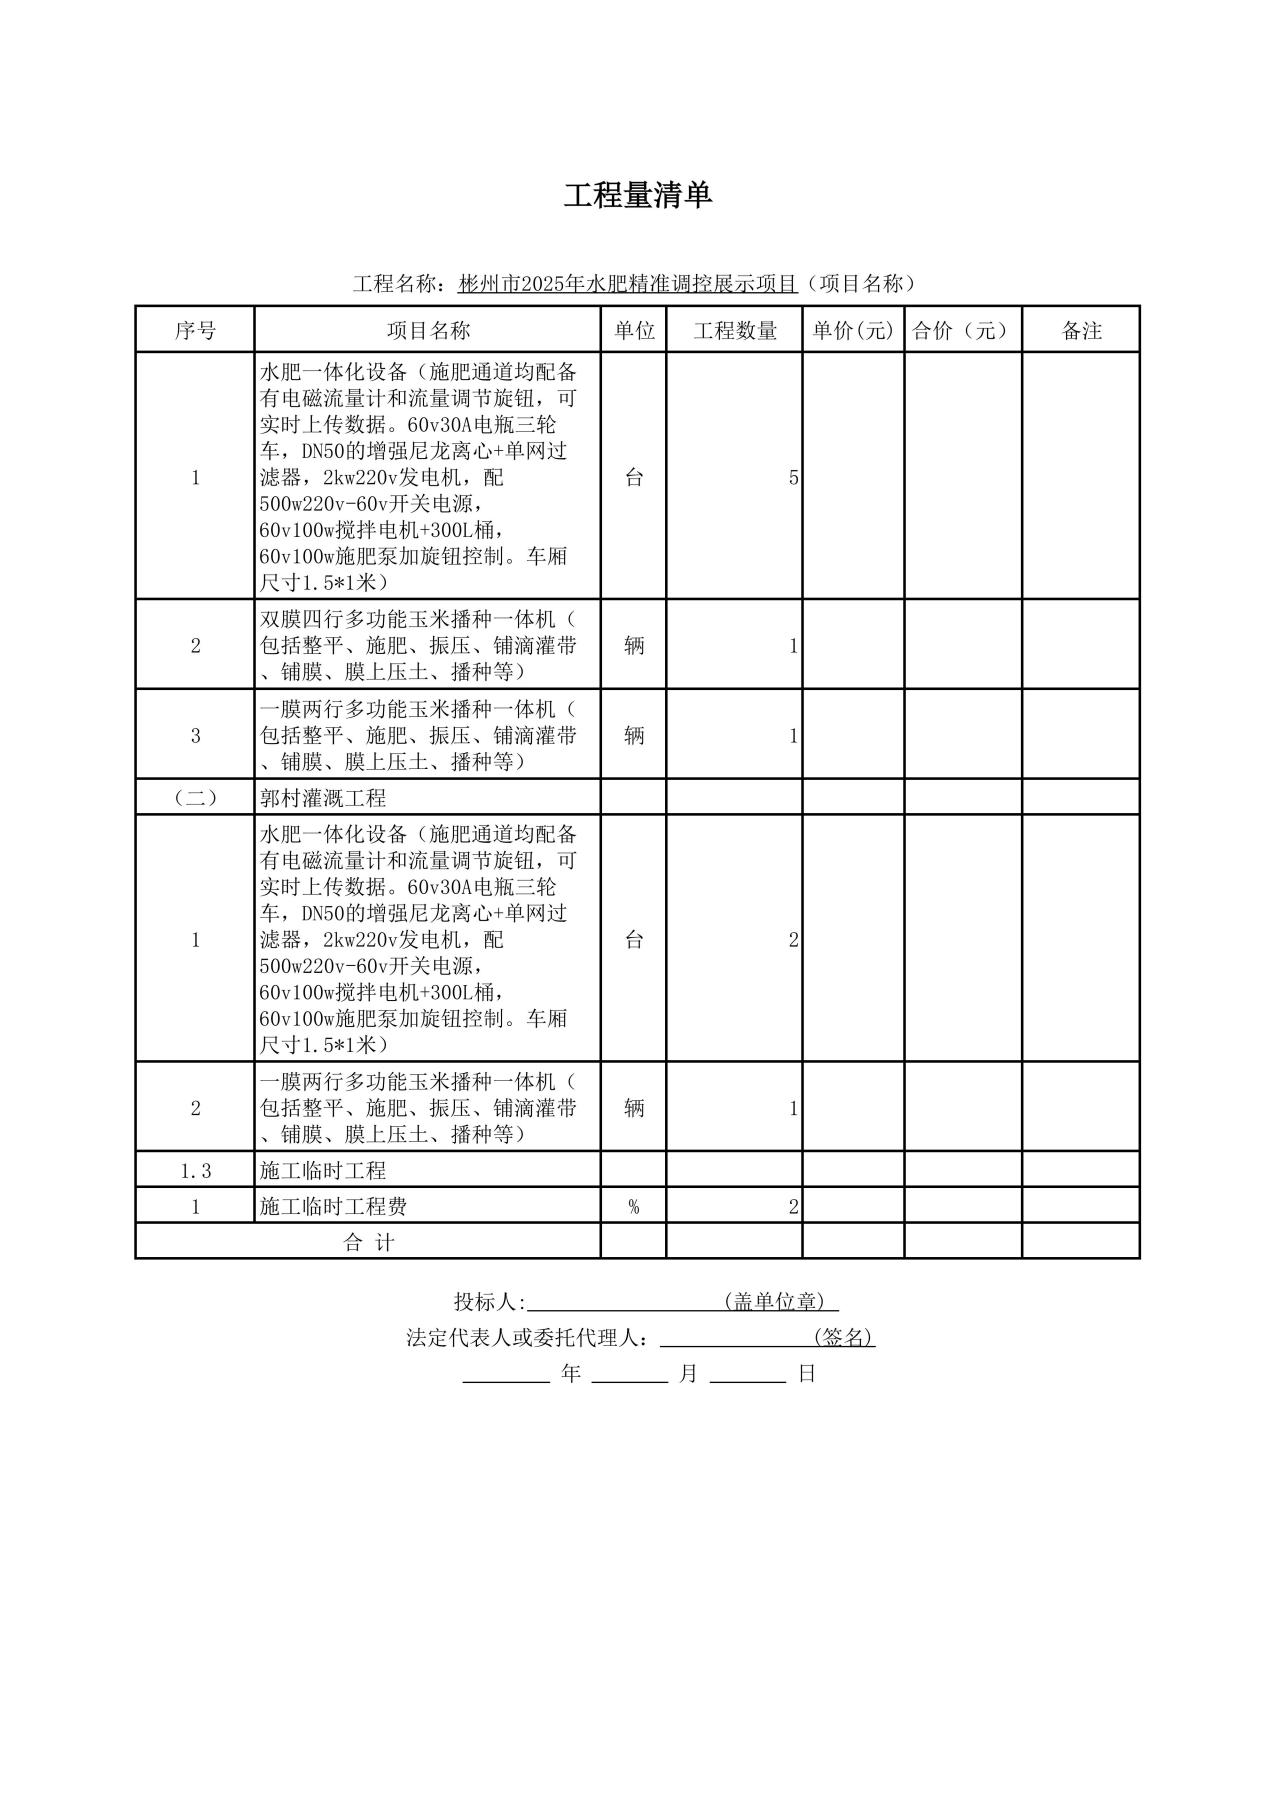 工程量清单
工程名称：彬州市2025年水肥精准调控展示项目（项目名称）
序号 项目名称 单位 工程数量 单价(元) 合价（元） 备注
水肥一体化设备（施肥通道均配备
有电磁流量计和流量调节旋钮，可
实时上传数据。60v30A电瓶三轮
车，DN50的增强尼龙离心+单网过
1 滤器，2kw220v发电机，配 台 5
500w220v-60v开关电源，
60v100w搅拌电机+300L桶，
60v100w施肥泵加旋钮控制。车厢
尺寸1.5*1米）
双膜四行多功能玉米播种一体机（
2 包括整平、施肥、振压、铺滴灌带 辆 1
、铺膜、膜上压土、播种等）
一膜两行多功能玉米播种一体机（
3 包括整平、施肥、振压、铺滴灌带 辆 1
、铺膜、膜上压土、播种等）
（二） 郭村灌溉工程
水肥一体化设备（施肥通道均配备
有电磁流量计和流量调节旋钮，可
实时上传数据。60v30A电瓶三轮
车，DN50的增强尼龙离心+单网过
1 滤器，2kw220v发电机，配 台 2
500w220v-60v开关电源，
60v100w搅拌电机+300L桶，
60v100w施肥泵加旋钮控制。车厢
尺寸1.5*1米）
一膜两行多功能玉米播种一体机（
2 包括整平、施肥、振压、铺滴灌带 辆 1
、铺膜、膜上压土、播种等）
1.3 施工临时工程
1 施工临时工程费 % 2
合 计
投标人:（盖单位章）
法定代表人或委托代理人：（签名）
年 月 日